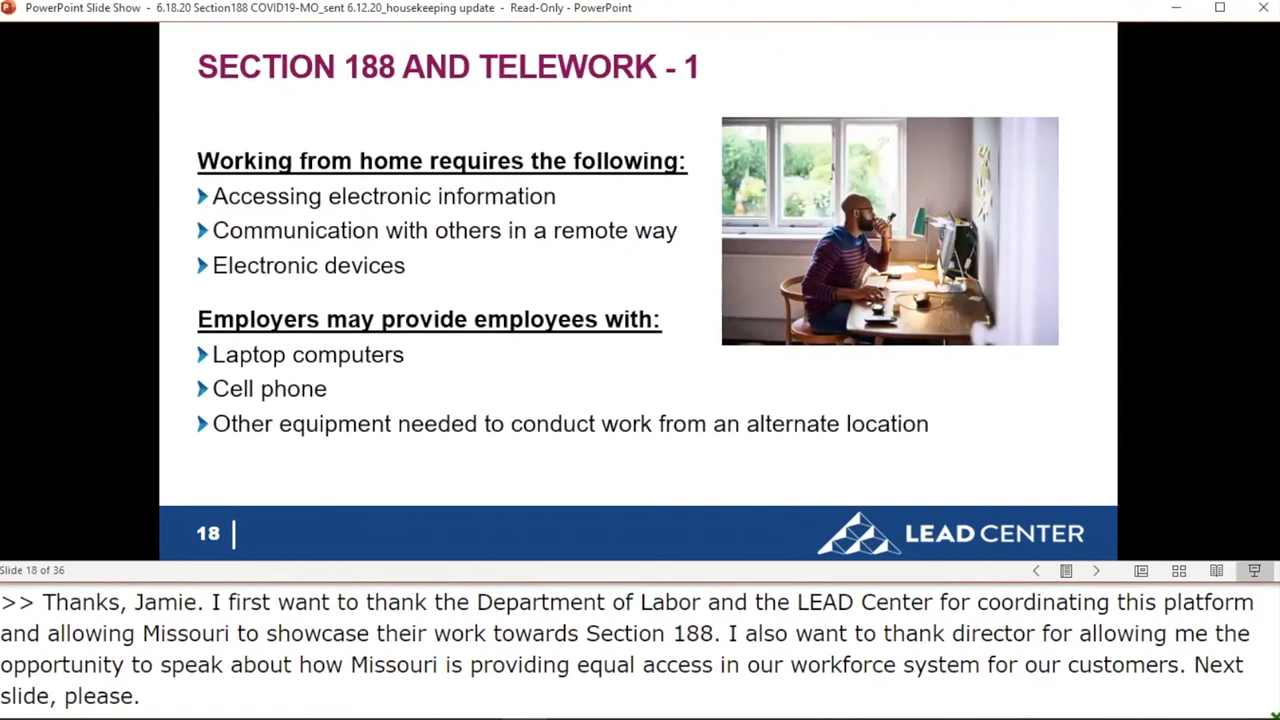 PowerPoint Slide Show - 6.18.20 Section188 COVID19-MO_sent 6.12.20_housekeeping update - Read-Only - PowerPoint
SECTION 188 AND TELEWORK - 1
Working from home requires the following:
Accessing electronic information
Communication with others in a remote way
Electronic devices
Employers may provide employees with:
Laptop computers
Cell phone
Other equipment needed to conduct work from an alternate location
18
LEAD CENTER
Slide 18 of 36
>> Thanks, Jamie. I first want to thank the Department of Labor and the LEAD Center for coordinating this platform
and allowing Missouri to showcase their work towards Section 188. I also want to thank director for allowing me the
opportunity to speak about how Missouri is providing equal access in our workforce system for our customers. Next
slide, please.